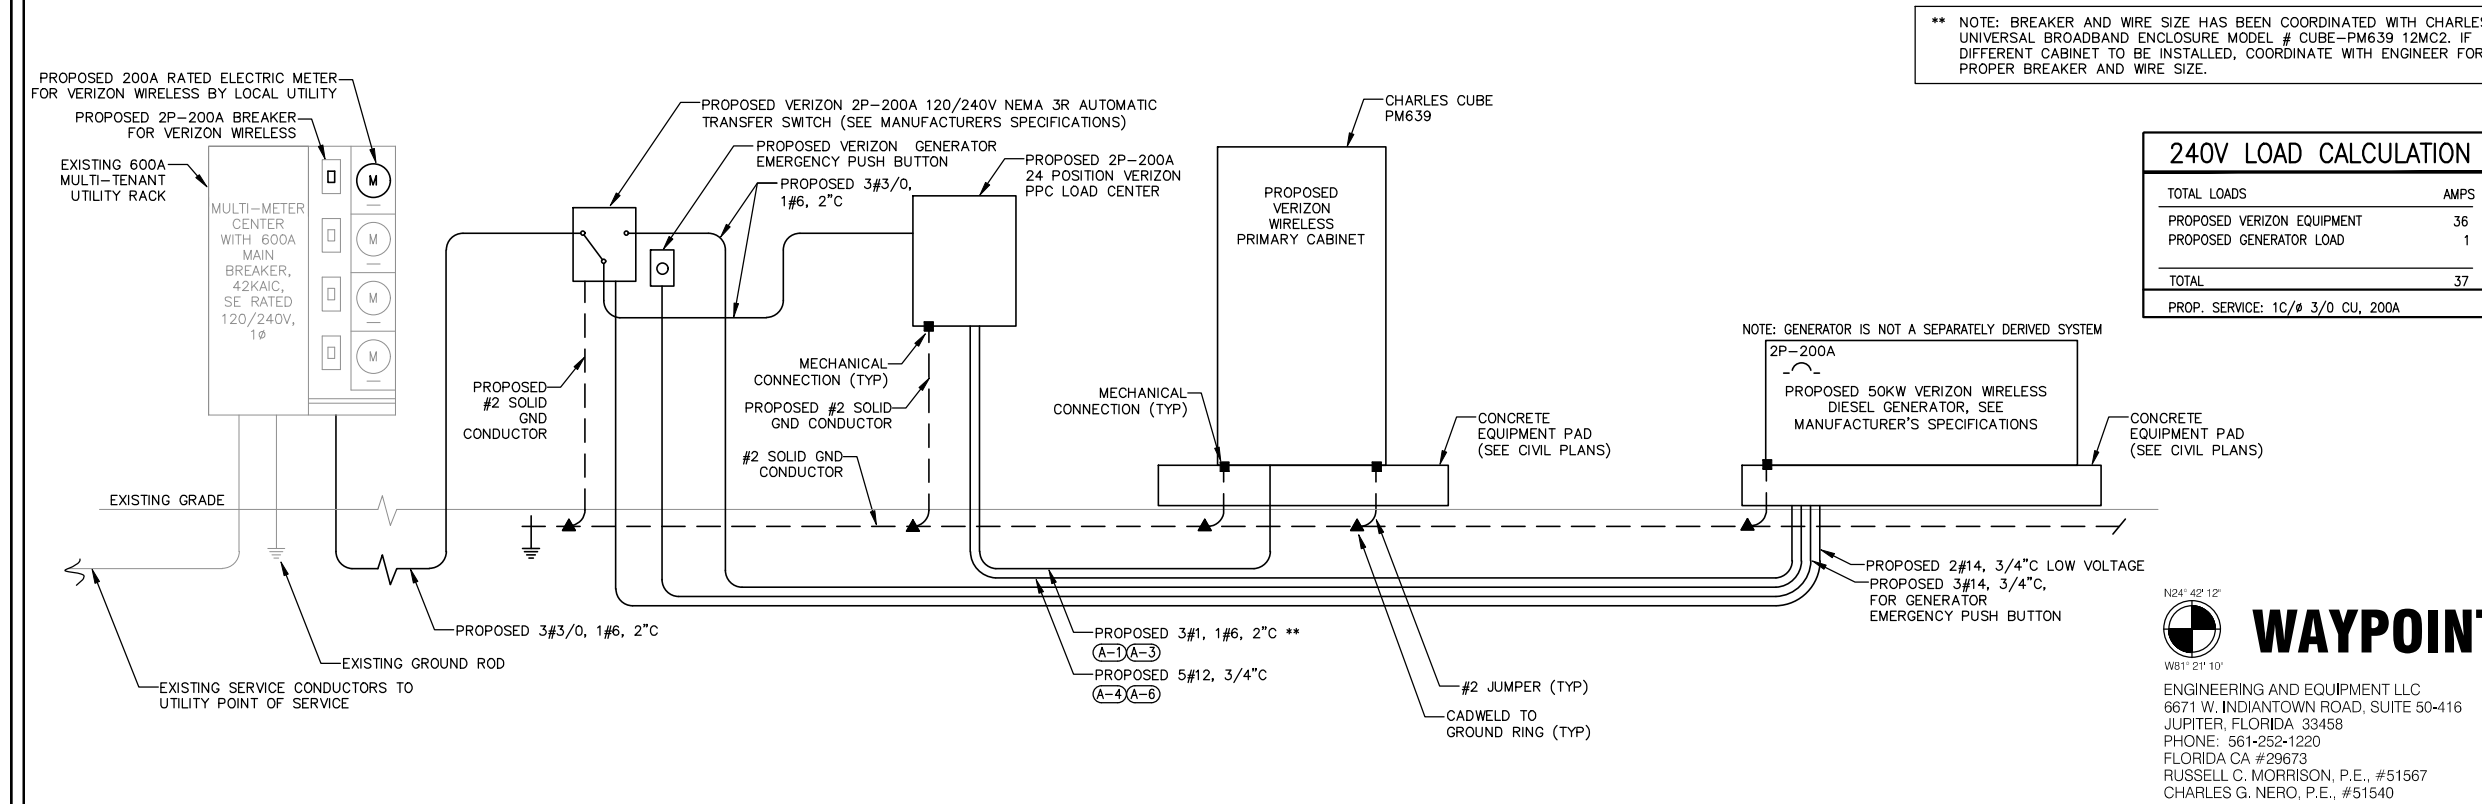 ** NOTE: BREAKER AND WIRE SIZE HAS BEEN COORDINATED WITH CHARLES
UNIVERSAL BROADBAND ENCLOSURE MODEL # CUBE-PM639 12MC2. IF
DIFFERENT CABINET TO BE INSTALLED, COORDINATE WITH ENGINEER FOR
PROPER BREAKER AND WIRE SIZE.
PROPOSED 200A RATED ELECTRIC METER
FOR VERIZON WIRELESS BY LOCAL UTILITY
PROPOSED 2P-200A BREAKER
FOR VERIZON WIRELESS
EXISTING 600A
MULTI-TENANT
UTILITY RACK
MULTI-METER
CENTER
WITH 600A
MAIN
BREAKER,
42KAIC,
SE RATED
120/240V,
1ø
M
M
M
M
PROPOSED VERIZON 2P-200A 120/240V NEMA 3R AUTOMATIC
TRANSFER SWITCH (SEE MANUFACTURERS SPECIFICATIONS)
PROPOSED VERIZON GENERATOR
EMERGENCY PUSH BUTTON
PROPOSED 3#3/0,
1#6, 2"C
PROPOSED 2P-200A
24 POSITION VERIZON
PPC LOAD CENTER
CHARLES CUBE
PM639
PROPOSED
VERIZON
WIRELESS
PRIMARY CABINET
240V LOAD CALCULATION
TOTAL LOADS AMPS
PROPOSED VERIZON EQUIPMENT 36
PROPOSED GENERATOR LOAD 1
TOTAL 37
PROP. SERVICE: 1C/ø 3/0 CU, 200A
NOTE: GENERATOR IS NOT A SEPARATELY DERIVED SYSTEM
2P-200A
PROPOSED 50KW VERIZON WIRELESS
DIESEL GENERATOR, SEE
MANUFACTURER'S SPECIFICATIONS
PROPOSED
#2 SOLID
GND
CONDUCTOR
MECHANICAL
CONNECTION (TYP)
PROPOSED #2 SOLID
GND CONDUCTOR
#2 SOLID GND
CONDUCTOR
MECHANICAL
CONNECTION (TYP)
CONCRETE
EQUIPMENT PAD
(SEE CIVIL PLANS)
CONCRETE
EQUIPMENT PAD
(SEE CIVIL PLANS)
EXISTING GRADE
PROPOSED 3#3/0, 1#6, 2"C
EXISTING GROUND ROD
EXISTING SERVICE CONDUCTORS TO
UTILITY POINT OF SERVICE
PROPOSED 3#1, 1#6, 2"C **
A-1 A-3
PROPOSED 5#12, 3/4"C
A-4 A-6
#2 JUMPER (TYP)
CADWELD TO
GROUND RING (TYP)
PROPOSED 2#14, 3/4"C LOW VOLTAGE
PROPOSED 3#14, 3/4"C,
FOR GENERATOR
EMERGENCY PUSH BUTTON
N24° 42' 12"
W81° 21' 10"
WAYPOINT
ENGINEERING AND EQUIPMENT LLC
6671 W. INDIANTOWN ROAD, SUITE 50-416
JUPITER, FLORIDA 33458
PHONE: 561-252-1220
FLORIDA CA #29673
RUSSELL C. MORRISON, P.E., #51567
CHARLES G. NERO, P.E., #51540